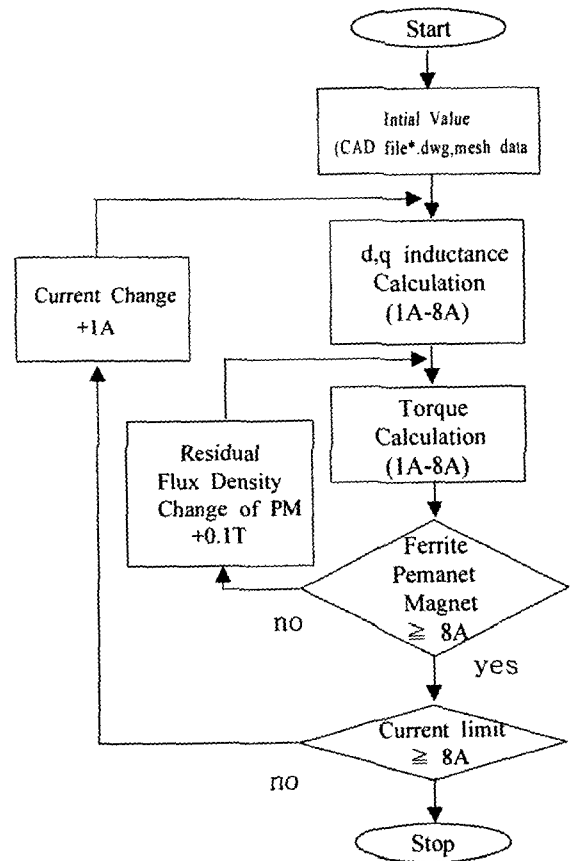 Start
Intial Value
(CAD file*.dwg,mesh data
d,q inductance
Calculation
(1A-8A)
Current Change
+1A
Torque
Calculation
(1A-8A)
Residual
Flux Density
Change of PM
+0.1T
Ferrite
Pemanet
Magnet
≧ 8A
no
yes
Current limit
≧ 8A
no
Stop